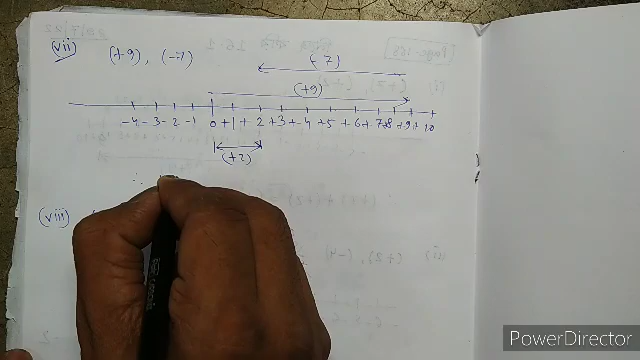 (vii) (+9), (-7)
(-7)
(+9)
-4 -3 -2 -1 0 +1 +2 +3 +4 +5 +6 +7 +8 +9 +10
(+2)
∴
(viii) (
PowerDirector